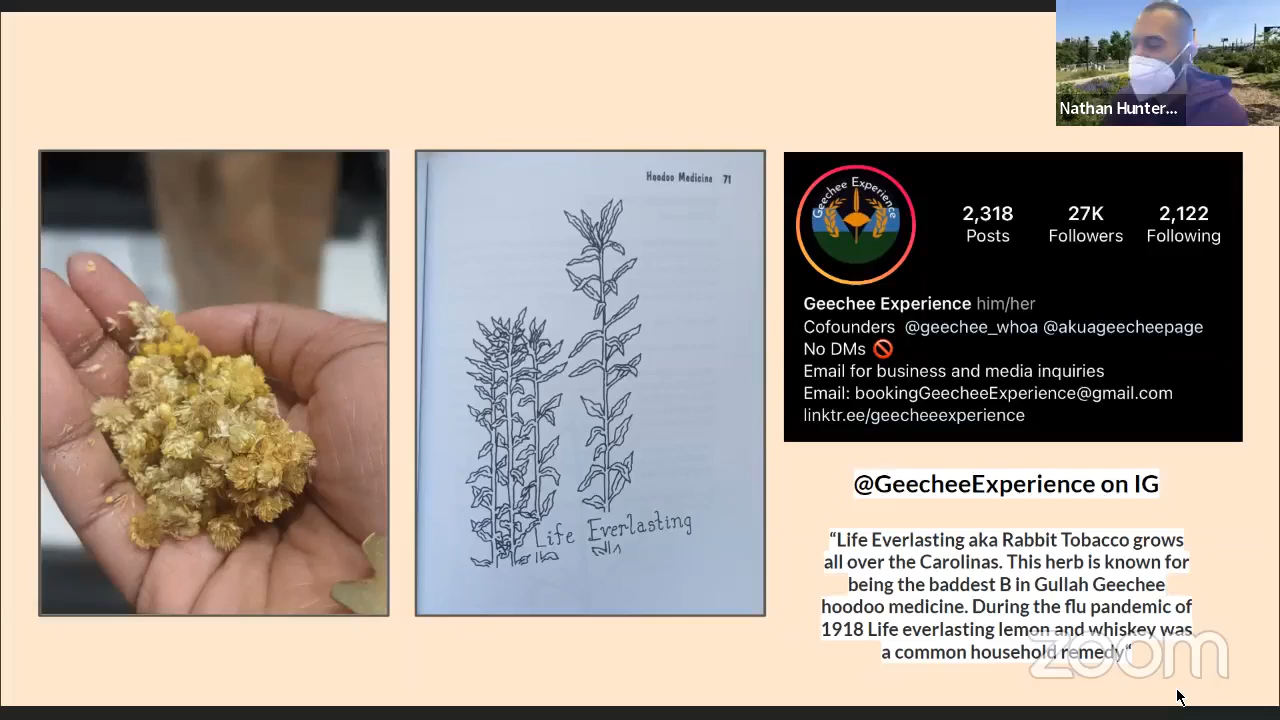 Nathan Hunter...
Hoodoo Medicine 71
Life Everlasting
Geechee Experience
2,318 27K 2,122
Posts Followers Following
Geechee Experience him/her
Cofounders @geechee_whoa @akuageecheepage
No DMs 🚫
Email for business and media inquiries
Email: bookingGeecheeExperience@gmail.com
linktr.ee/geecheeexperience
@GeecheeExperience on IG
“Life Everlasting aka Rabbit Tobacco grows
all over the Carolinas. This herb is known for
being the baddest B in Gullah Geechee
hoodoo medicine. During the flu pandemic of
1918 Life everlasting lemon and whiskey was
a common household remedy“
zoom